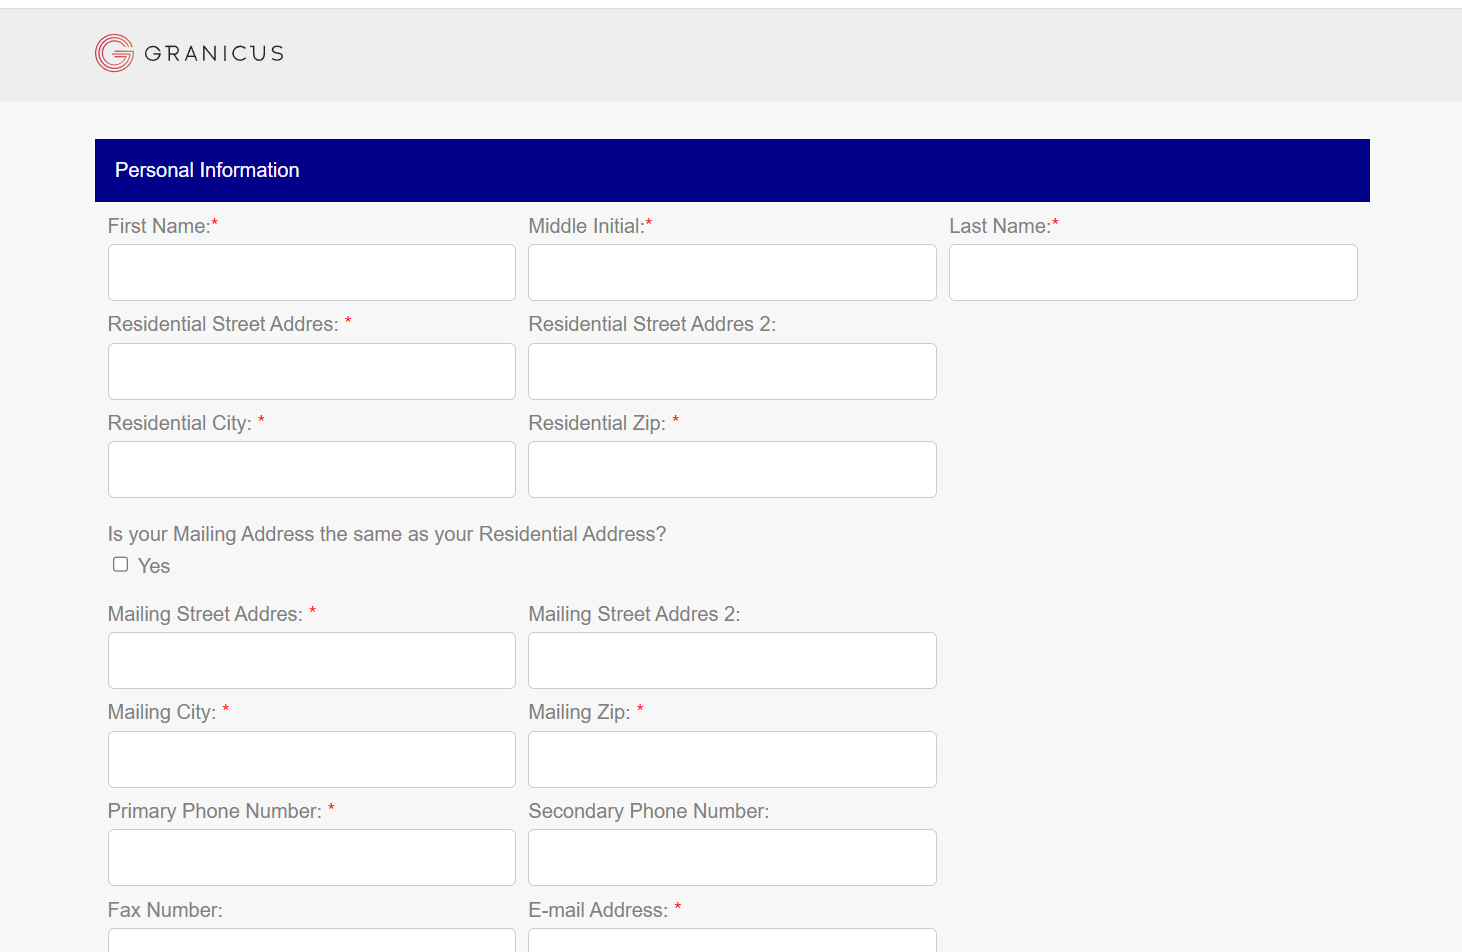 GRANICUS
Personal Information
First Name:* Middle Initial:* Last Name:*
Residential Street Addres: * Residential Street Addres 2:
Residential City: * Residential Zip: *
Is your Mailing Address the same as your Residential Address?
Yes
Mailing Street Addres: * Mailing Street Addres 2:
Mailing City: * Mailing Zip: *
Primary Phone Number: * Secondary Phone Number:
Fax Number: E-mail Address: *